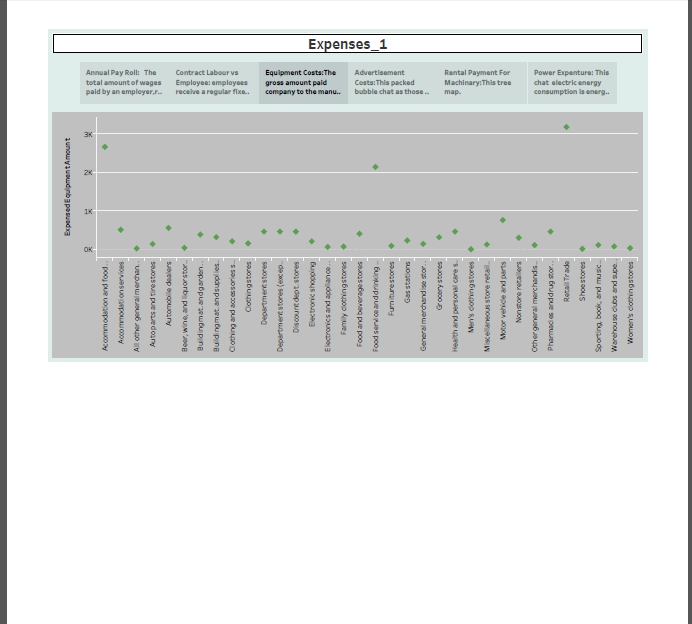 Expenses_1
Annual Pay Roll: The
total amount of wages
paid by an employer,r..
Contract Labour vs
Employee: employees
receive a regular fixe..
Equipment Costs:The
gross amount paid
company to the manu..
Advertisement
Costs:This packed
bubble chat as those ..
Rental Payment For
Machinary:This tree
map.
Power Expenture: This
chat electric energy
consumption is energ..
Expensed Equipment Amount
3K
2K
1K
0K
Accommodation and food ..
Accommodation services
All other general merchan..
Auto parts and tire stores
Automobile dealers
Beer, wine, and liquor stor..
Building mat. and garden ..
Building mat. and supplies..
Clothing and accessories s..
Clothing stores
Department stores
Department stores (excep..
Discount dept. stores
Electronic shopping
Electronics and appliance ..
Family clothing stores
Food and beverage stores
Food service and drinking ..
Furniture stores
Gas stations
General merchandise stor..
Grocery stores
Health and personal care s..
Men's clothing stores
Miscellaneous store retail..
Motor vehicle and parts
Nonstore retailers
Other general merchandis..
Pharmacies and drug stor..
Retail Trade
Shoe stores
Sporting, book, and music ..
Warehouse clubs and supe..
Women's clothing stores